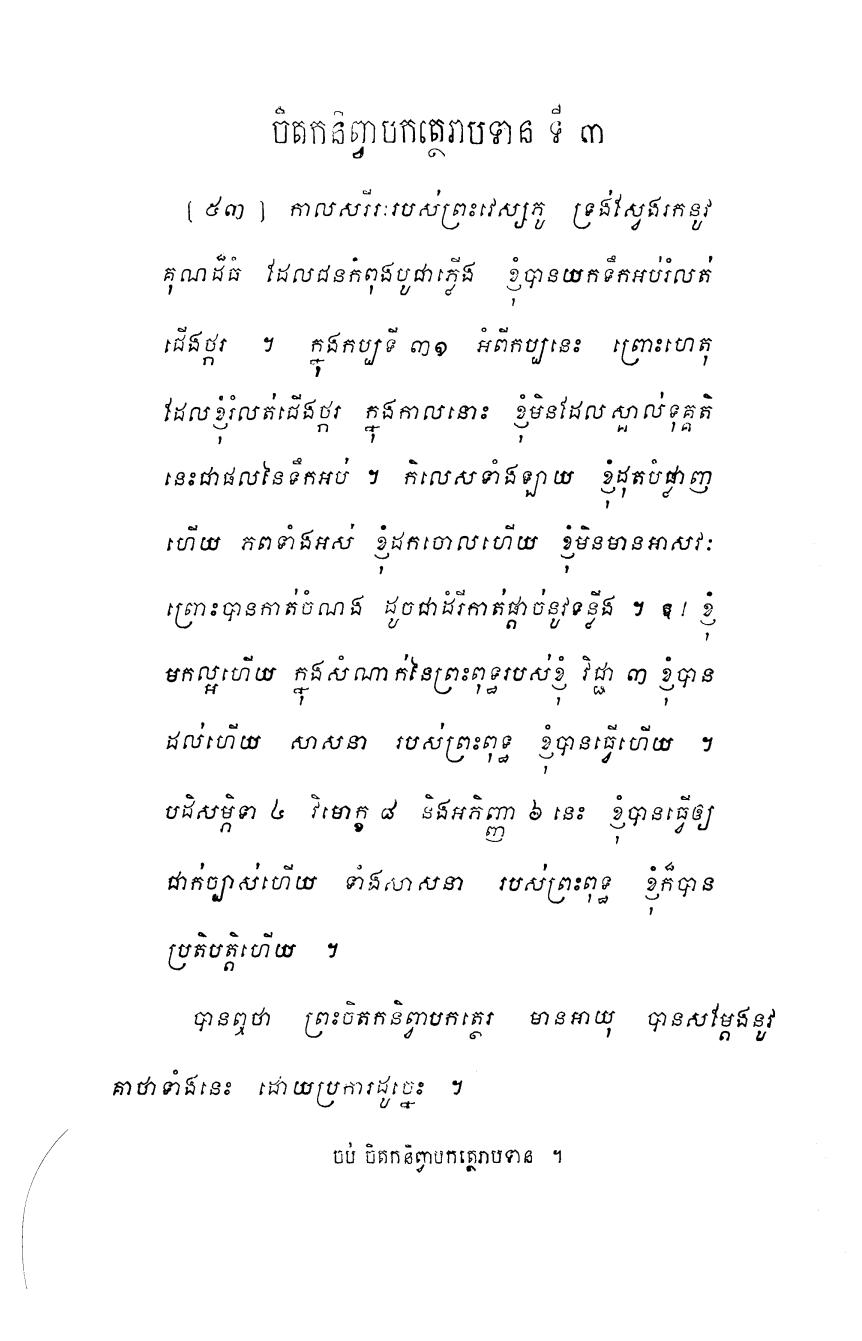 ចិតកនិព្វាបកត្ថេរាបទាន ទី ៣
[ ៥៣ ] កាលសរីរៈរបស់ព្រះវេស្សភូ ទ្រង់ស្វែងរកនូវ
គុណដ៏ធំ ដែលជនកំពុងបូជាភ្លើង ខ្ញុំបានយកទឹកអប់រំលត់
ជើងថ្ករ ។ ក្នុងកប្បទី ៣១ អំពីកប្បនេះ ព្រោះហេតុ
ដែលខ្ញុំរំលត់ជើងថ្ករ ក្នុងកាលនោះ ខ្ញុំមិនដែលស្គាល់ទុគ្គតិ
នេះជាផលនៃទឹកអប់ ។ កិលេសទាំងឡាយ ខ្ញុំដុតបំផ្លាញ
ហើយ ភពទាំងអស់ ខ្ញុំដកចោលហើយ ខ្ញុំមិនមានអាសវៈ
ព្រោះបានកាត់ចំណង ដូចជាដំរីកាត់ផ្តាច់នូវទន្លីង ។ ឱ! ខ្ញុំ
មកល្អហើយ ក្នុងសំណាក់នៃព្រះពុទ្ធរបស់ខ្ញុំ វិជ្ជា ៣ ខ្ញុំបាន
ដល់ហើយ សាសនា របស់ព្រះពុទ្ធ ខ្ញុំបានធ្វើហើយ ។
បដិសម្ភិទា ៤ វិមោក្ខ ៨ និងអភិញ្ញា ៦ នេះ ខ្ញុំបានធ្វើឲ្យ
ជាក់ច្បាស់ហើយ ទាំងសាសនា របស់ព្រះពុទ្ធ ខ្ញុំក៏បាន
ប្រតិបត្តិហើយ ។
បានឮថា ព្រះចិតកនិព្វាបកត្ថេរ មានអាយុ បានសម្តែងនូវ
គាថាទាំងនេះ ដោយប្រការដូច្នេះ ។
ចប់ ចិតកនិព្វាបកត្ថេរាបទាន ។